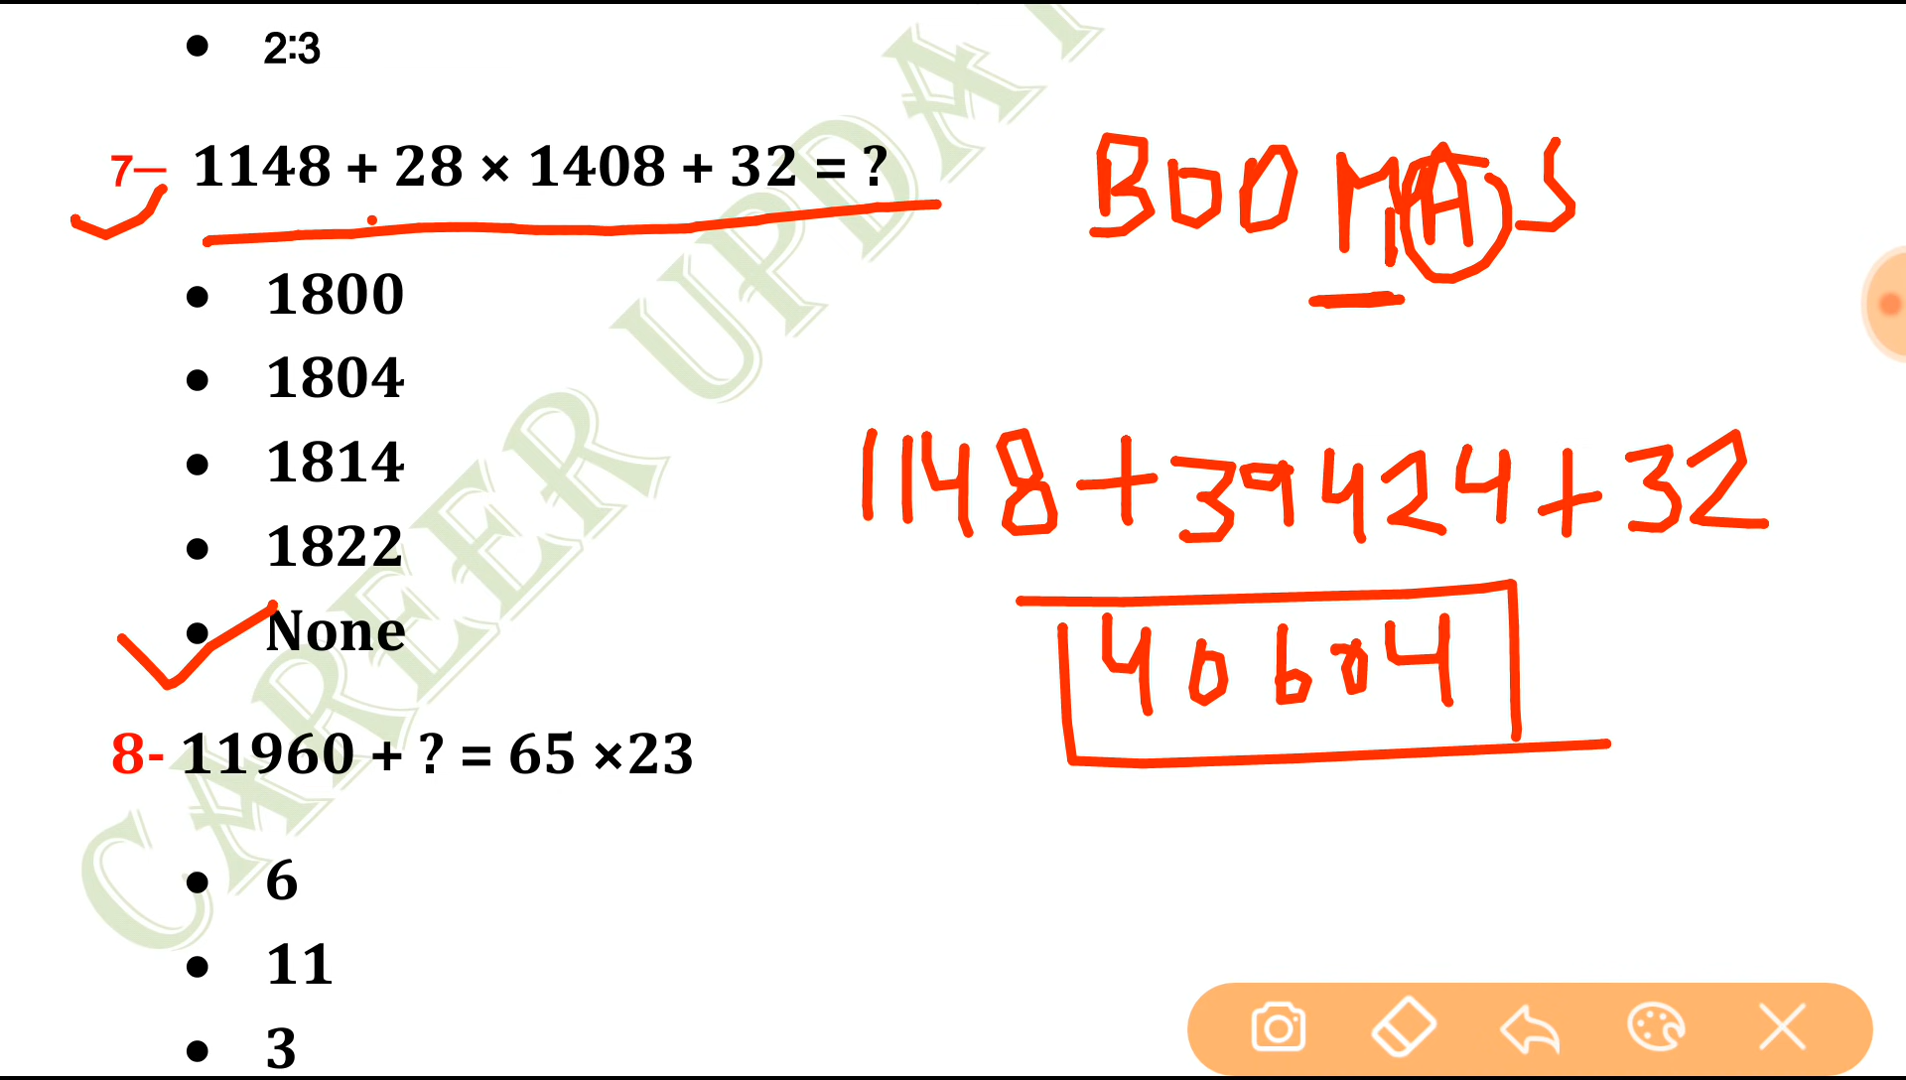 2:3
7– 1148 + 28 × 1408 + 32 = ?
BODMAS
1800
1804
1814
1822
None
1148+39424+32
40604
8- 11960 + ? = 65 ×23
6
11
3
CAREER UPDAT